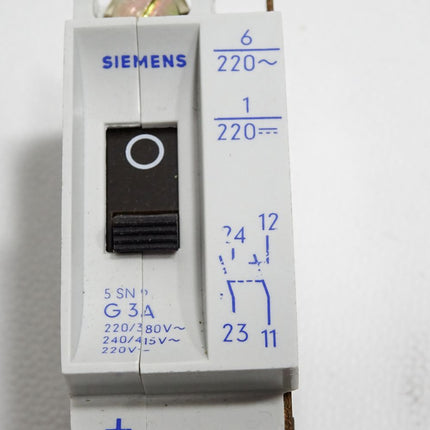 SIEMENS
6
220~
1
220⎓
O
24 12
23 11
5 SN
G 3A
220/380V~
240/415V~
220V